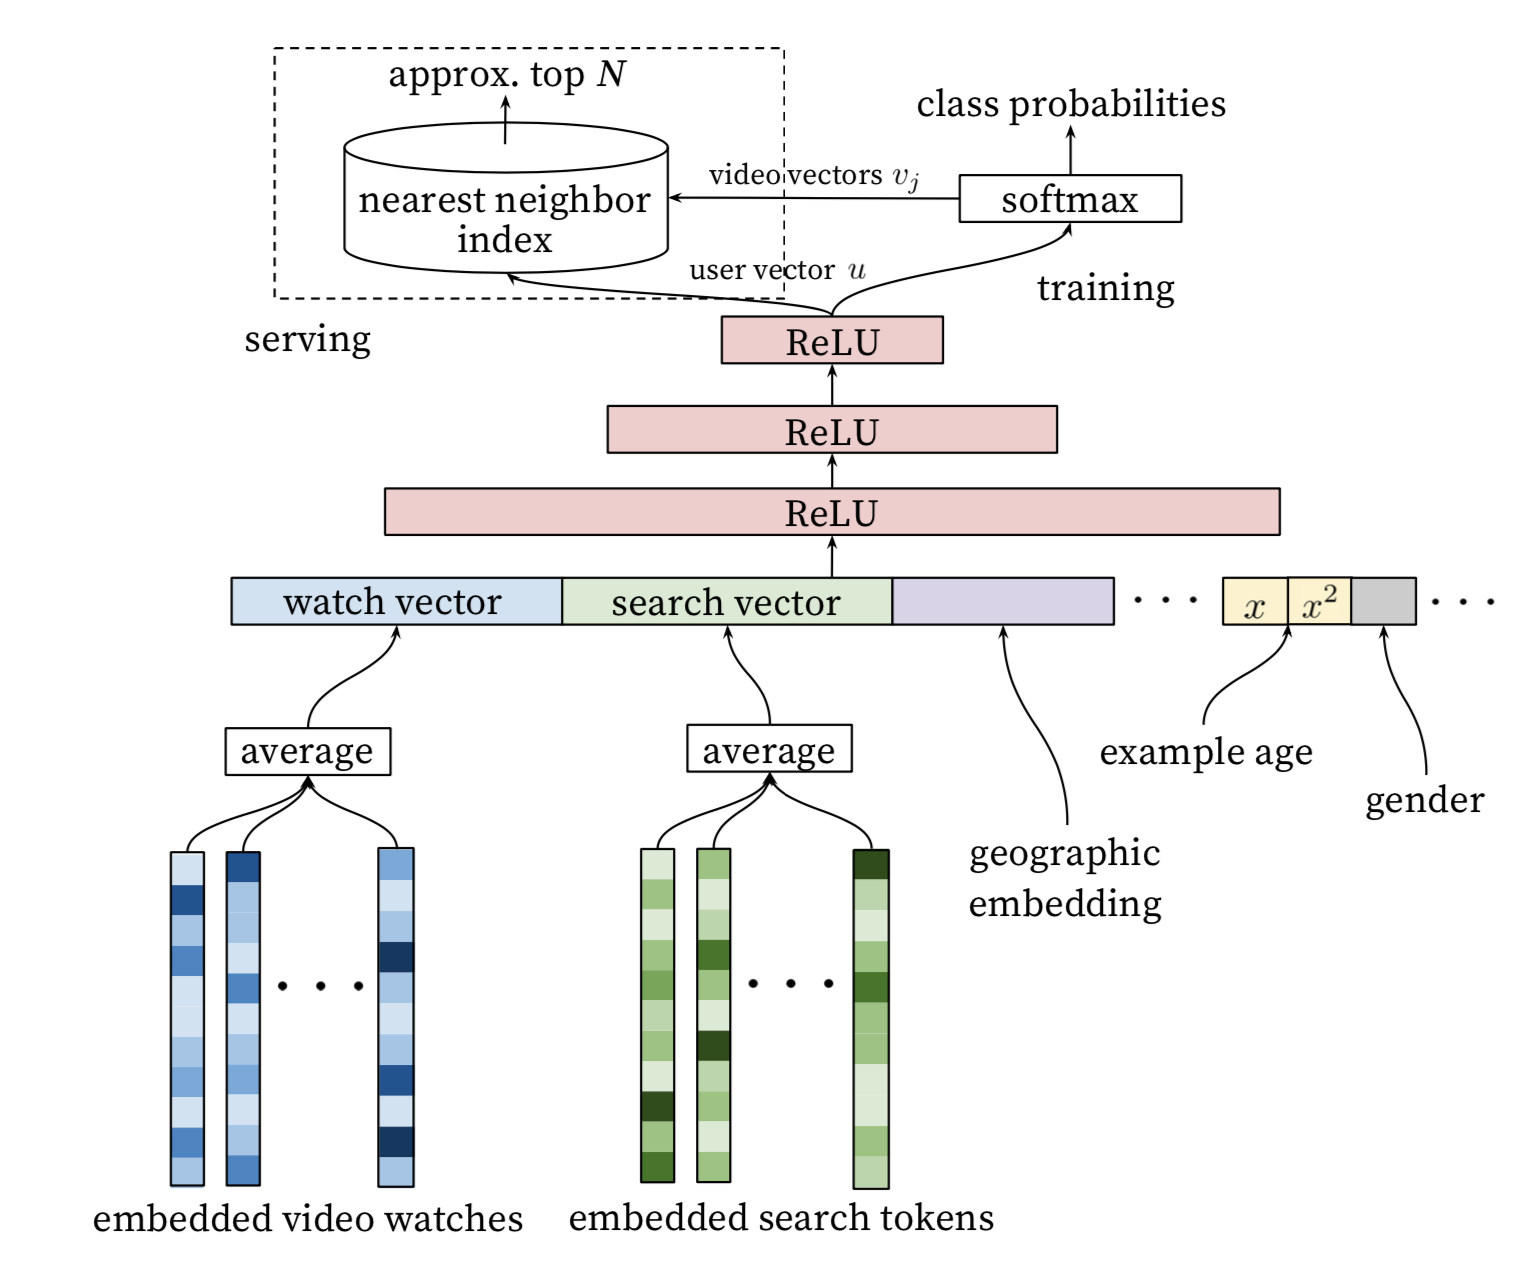 approx. top N
class probabilities
video vectors v_j
nearest neighbor
index
softmax
user vector u
training
serving
ReLU
ReLU
ReLU
watch vector
search vector
x
x²
average
average
example age
gender
geographic
embedding
embedded video watches
embedded search tokens